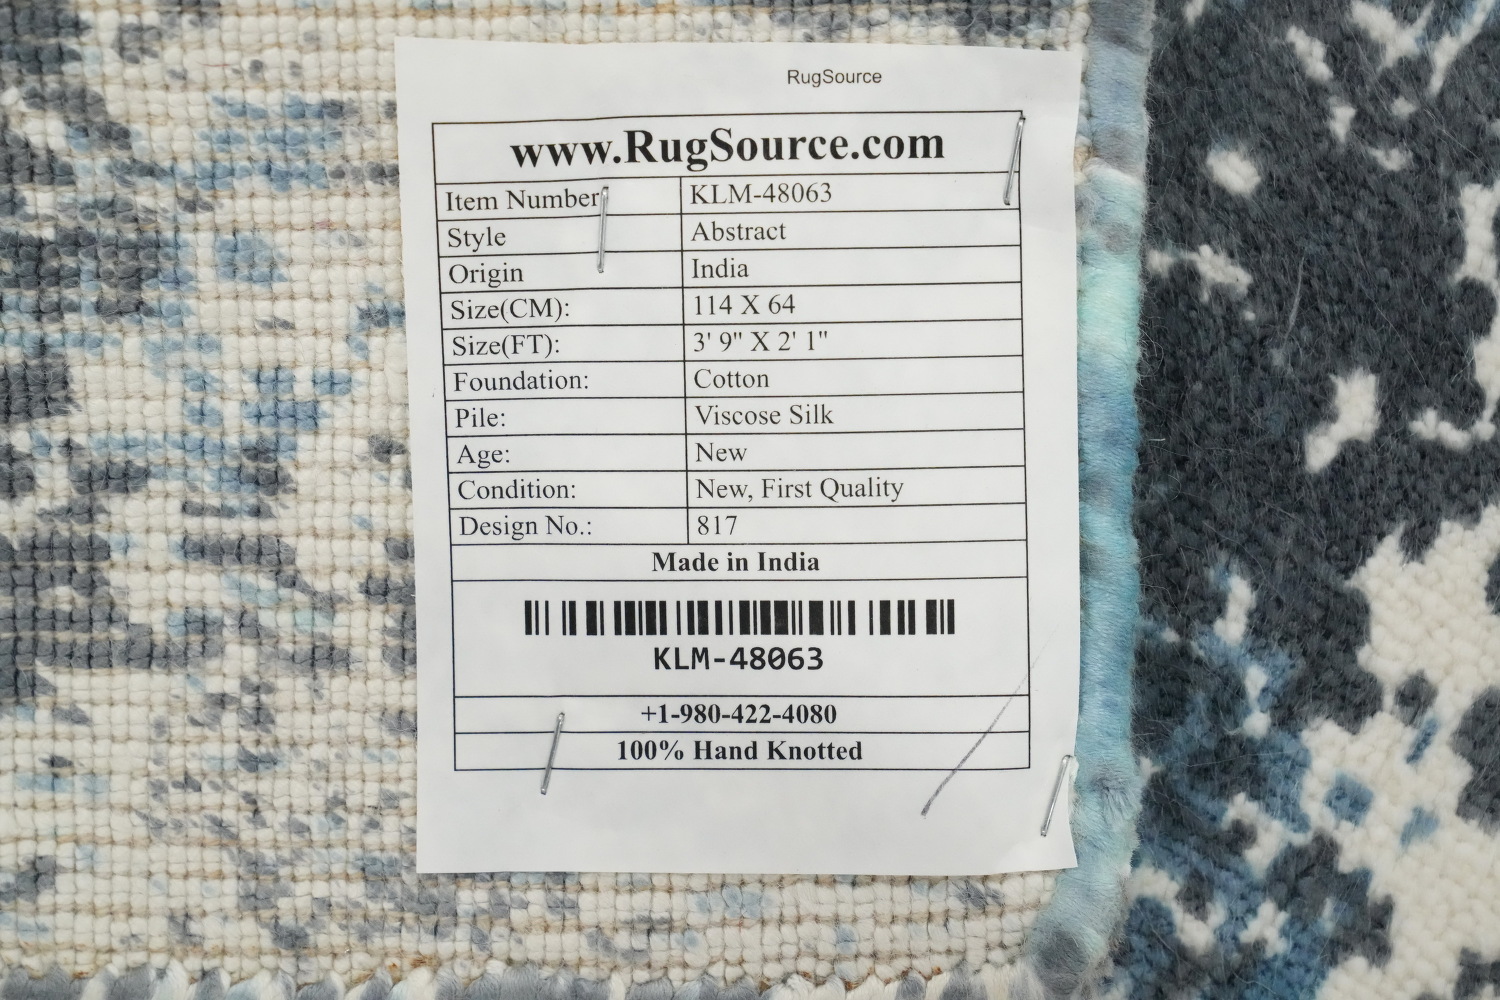 RugSource
www.RugSource.com
Item Number KLM-48063
Style Abstract
Origin India
Size(CM): 114 X 64
Size(FT): 3' 9" X 2' 1"
Foundation: Cotton
Pile: Viscose Silk
Age: New
Condition: New, First Quality
Design No.: 817
Made in India
KLM-48063
+1-980-422-4080
100% Hand Knotted